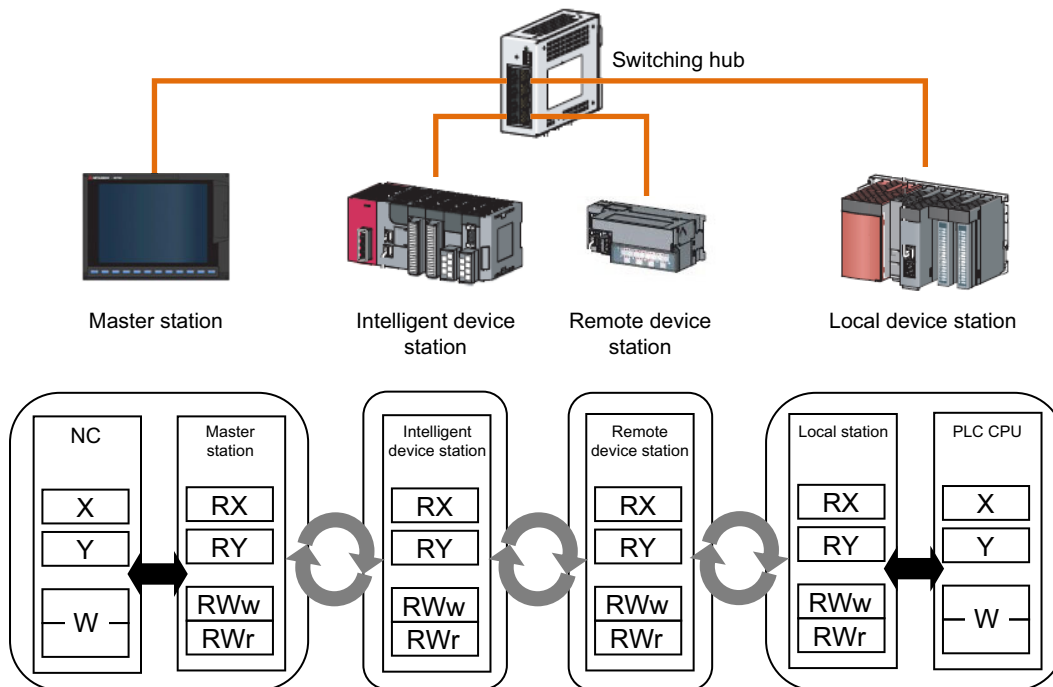 Switching hub
Master station
Intelligent device
station
Remote device
station
Local device station
NC
X
Y
W
Master
station
RX
RY
RWw
RWr
Intelligent
device station
RX
RY
RWw
RWr
Remote
device station
RX
RY
RWw
RWr
Local station
RX
RY
RWw
RWr
PLC CPU
X
Y
W